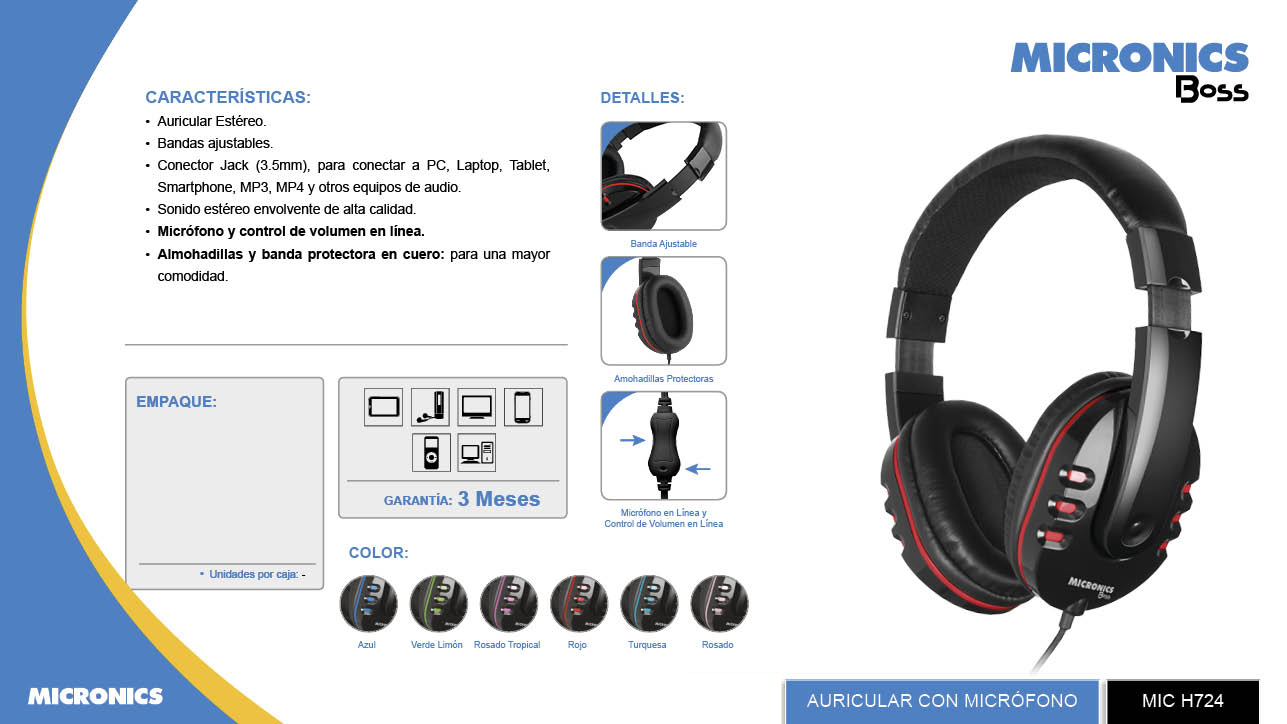 MICRONICS
Boss
CARACTERÍSTICAS:
• Auricular Estéreo.
• Bandas ajustables.
• Conector Jack (3.5mm), para conectar a PC, Laptop, Tablet,
Smartphone, MP3, MP4 y otros equipos de audio.
• Sonido estéreo envolvente de alta calidad.
• Micrófono y control de volumen en línea.
• Almohadillas y banda protectora en cuero: para una mayor
comodidad.
DETALLES:
Banda Ajustable
Amohadillas Protectoras
Micrófono en Línea y
Control de Volumen en Línea
EMPAQUE:
• Unidades por caja: -
GARANTÍA: 3 Meses
COLOR:
Azul
Verde Limón
Rosado Tropical
Rojo
Turquesa
Rosado
MICRONICS
Boss
MICRONICS
AURICULAR CON MICRÓFONO
MIC H724